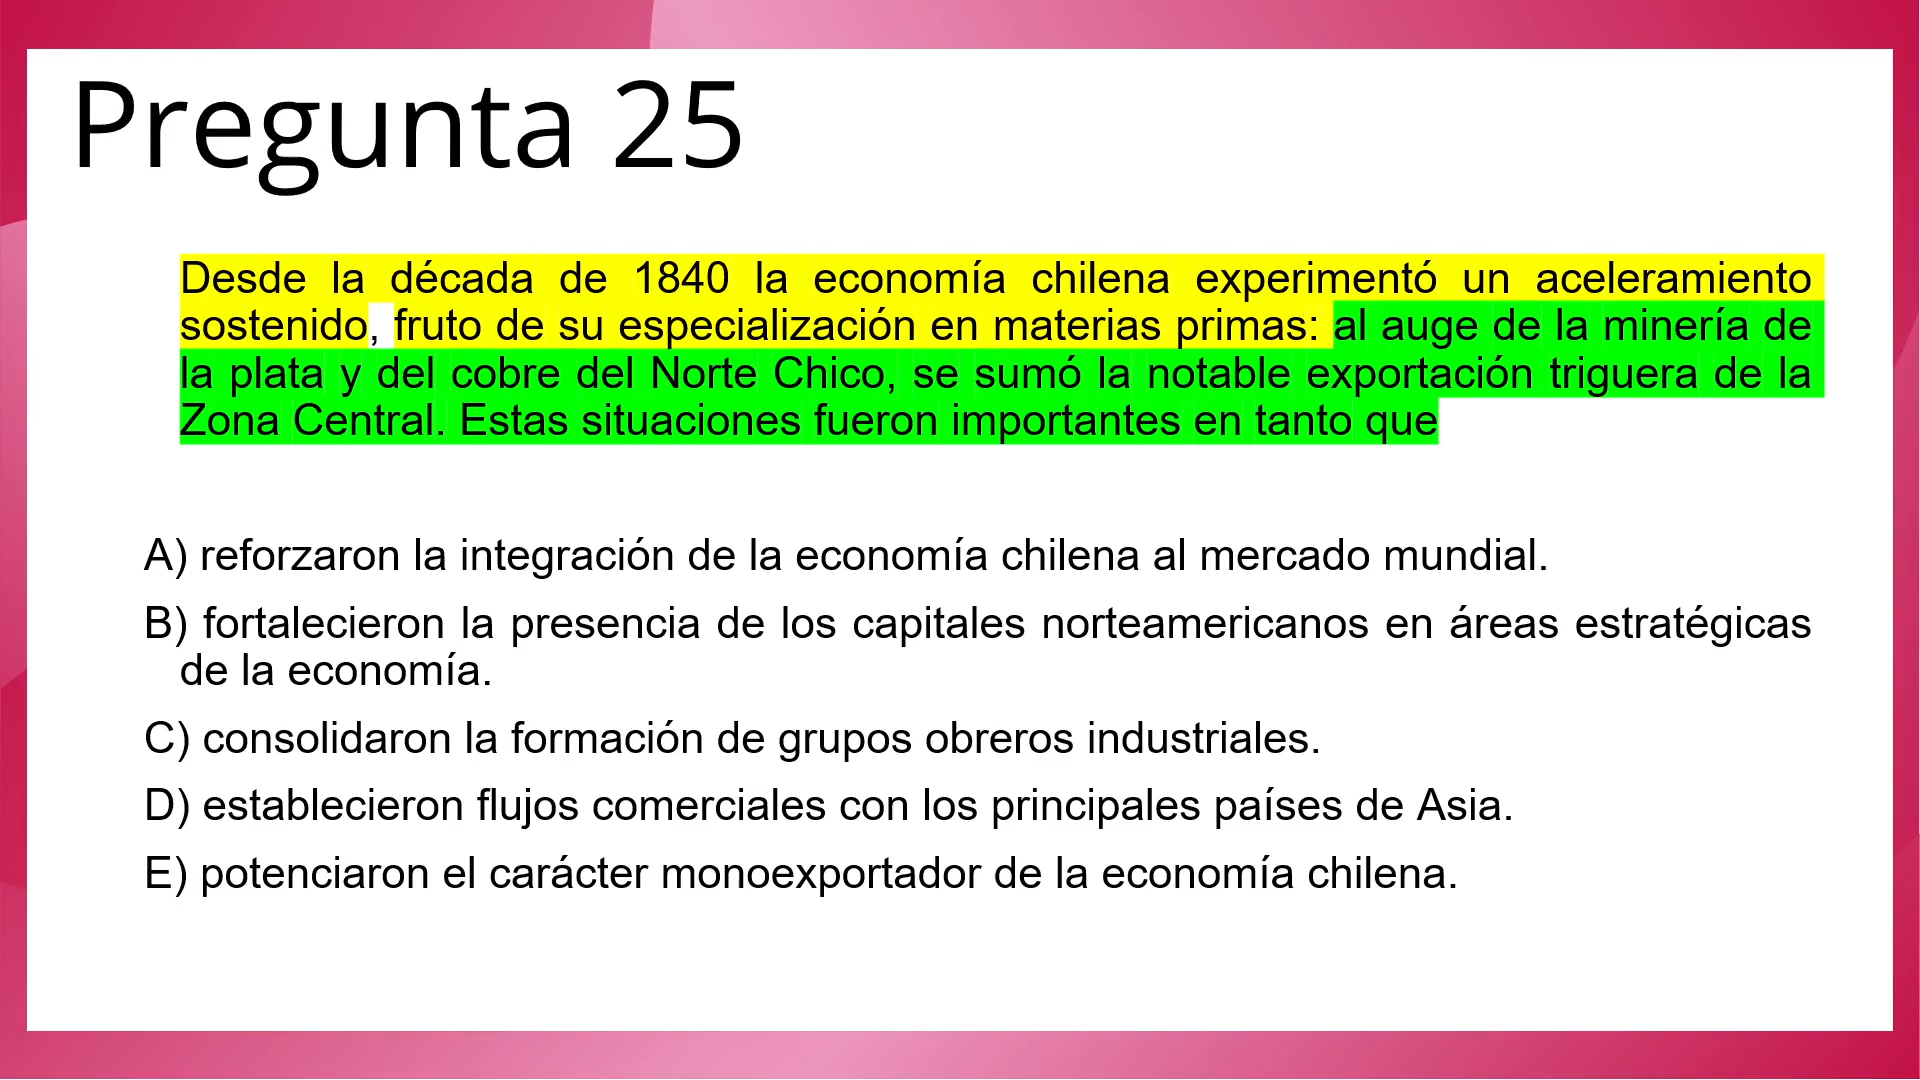 Pregunta 25
Desde la década de 1840 la economía chilena experimentó un aceleramiento
sostenido, fruto de su especialización en materias primas: al auge de la minería de
la plata y del cobre del Norte Chico, se sumó la notable exportación triguera de la
Zona Central. Estas situaciones fueron importantes en tanto que
A) reforzaron la integración de la economía chilena al mercado mundial.
B) fortalecieron la presencia de los capitales norteamericanos en áreas estratégicas
de la economía.
C) consolidaron la formación de grupos obreros industriales.
D) establecieron flujos comerciales con los principales países de Asia.
E) potenciaron el carácter monoexportador de la economía chilena.